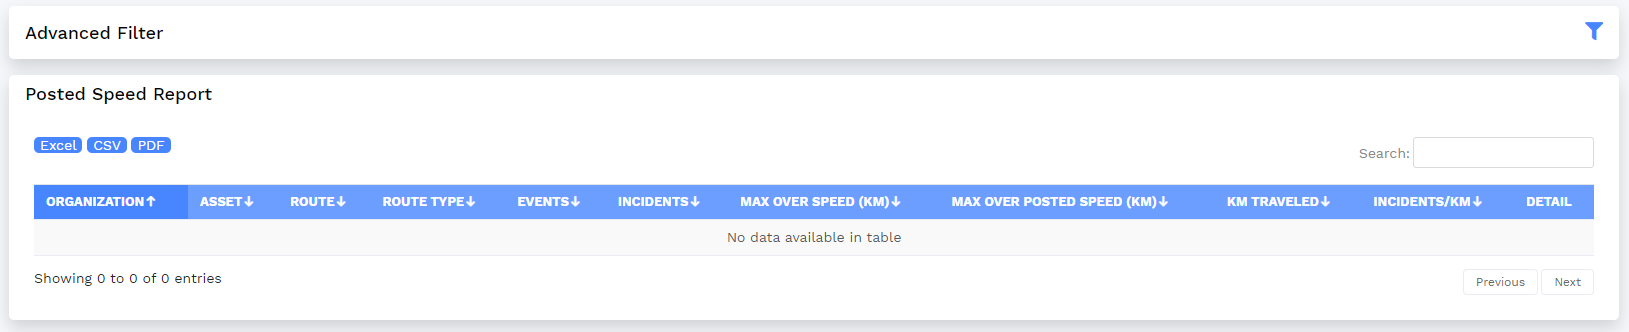 Advanced Filter
Posted Speed Report
Excel CSV PDF
Search:
ORGANIZATION↑ ASSET↓ ROUTE↓ ROUTE TYPE↓ EVENTS↓ INCIDENTS↓ MAX OVER SPEED (KM)↓ MAX OVER POSTED SPEED (KM)↓ KM TRAVELED↓ INCIDENTS/KM↓ DETAIL
No data available in table
Showing 0 to 0 of 0 entries
Previous Next